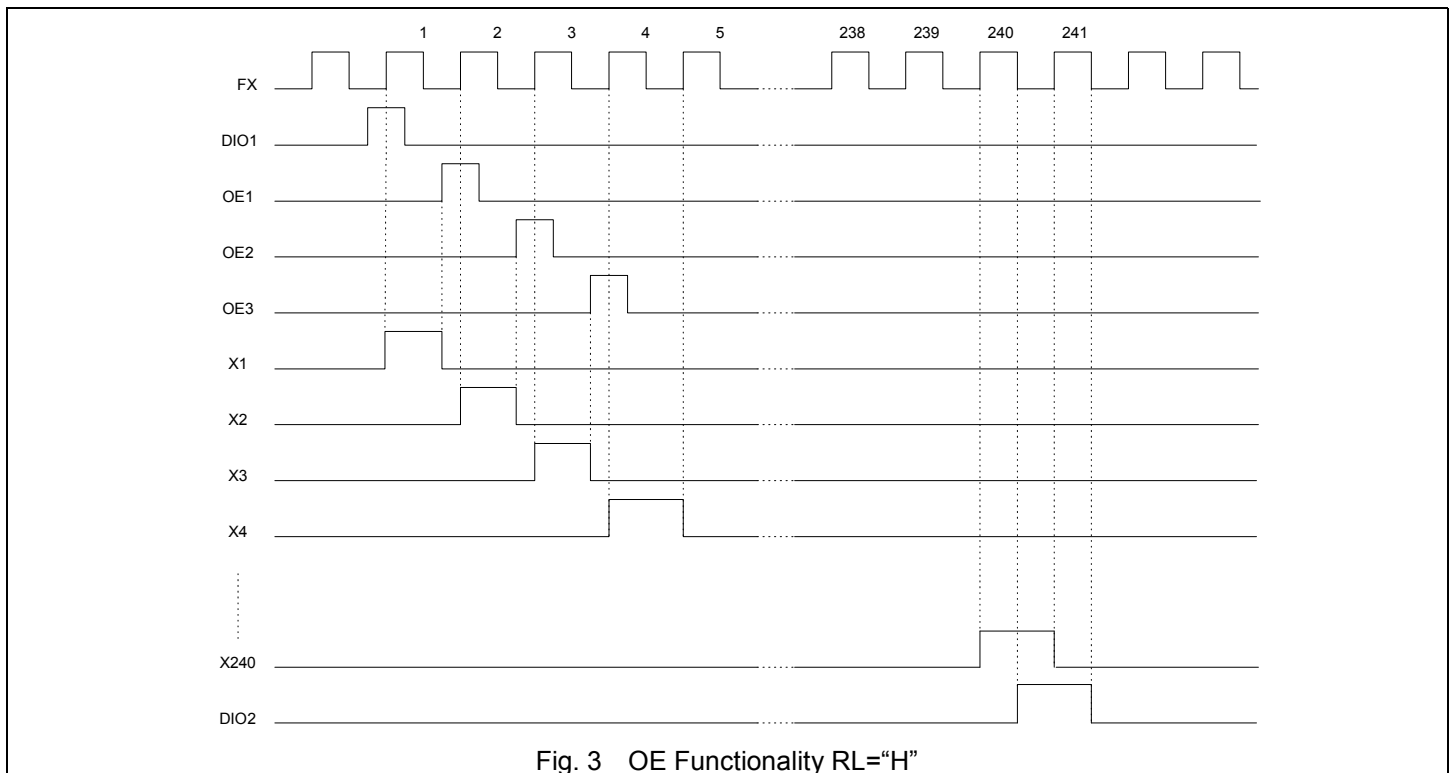 1 2 3 4 5 238 239 240 241
FX
DIO1
OE1
OE2
OE3
X1
X2
X3
X4
X240
DIO2
Fig. 3 OE Functionality RL=“H”